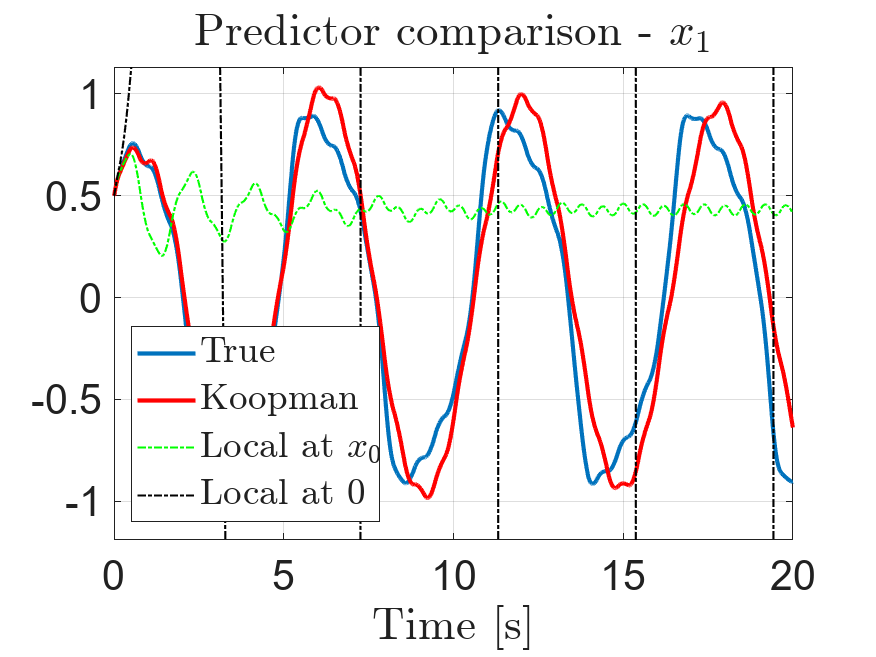 Predictor comparison - x₁
1
0.5
0
-0.5
-1
True
Koopman
Local at x₀
Local at 0
0 5 10 15 20
Time [s]